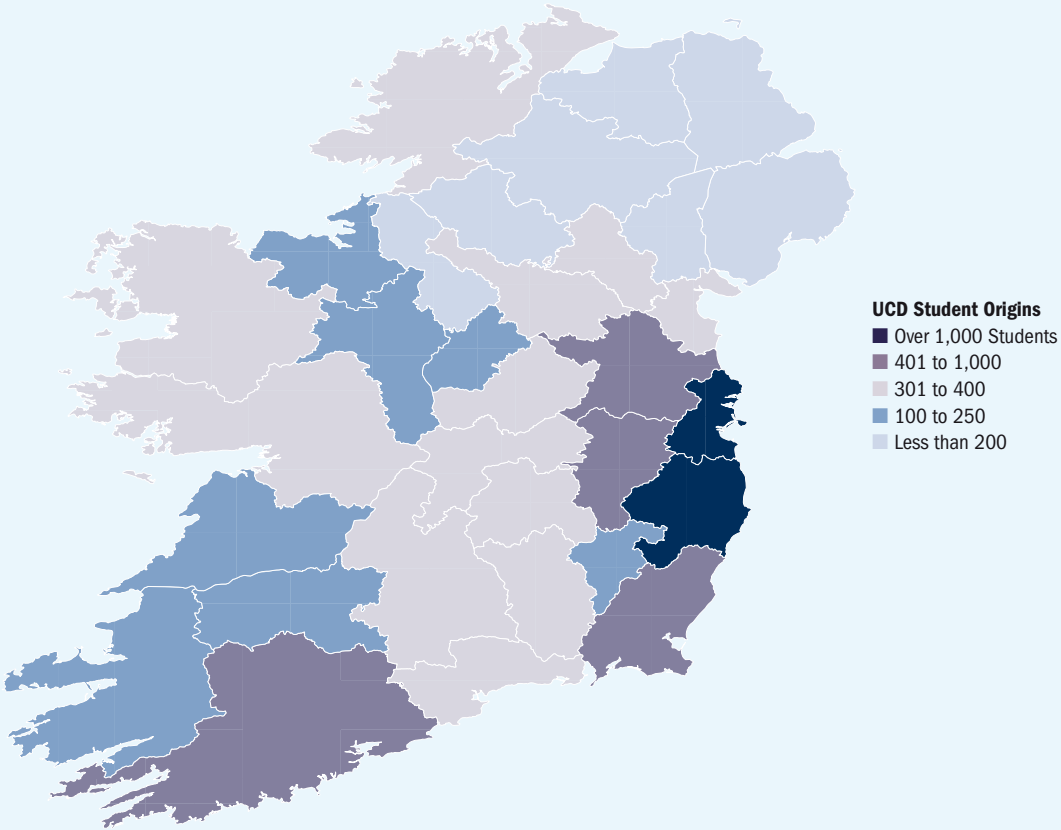 UCD Student Origins
Over 1,000 Students
401 to 1,000
301 to 400
100 to 250
Less than 200